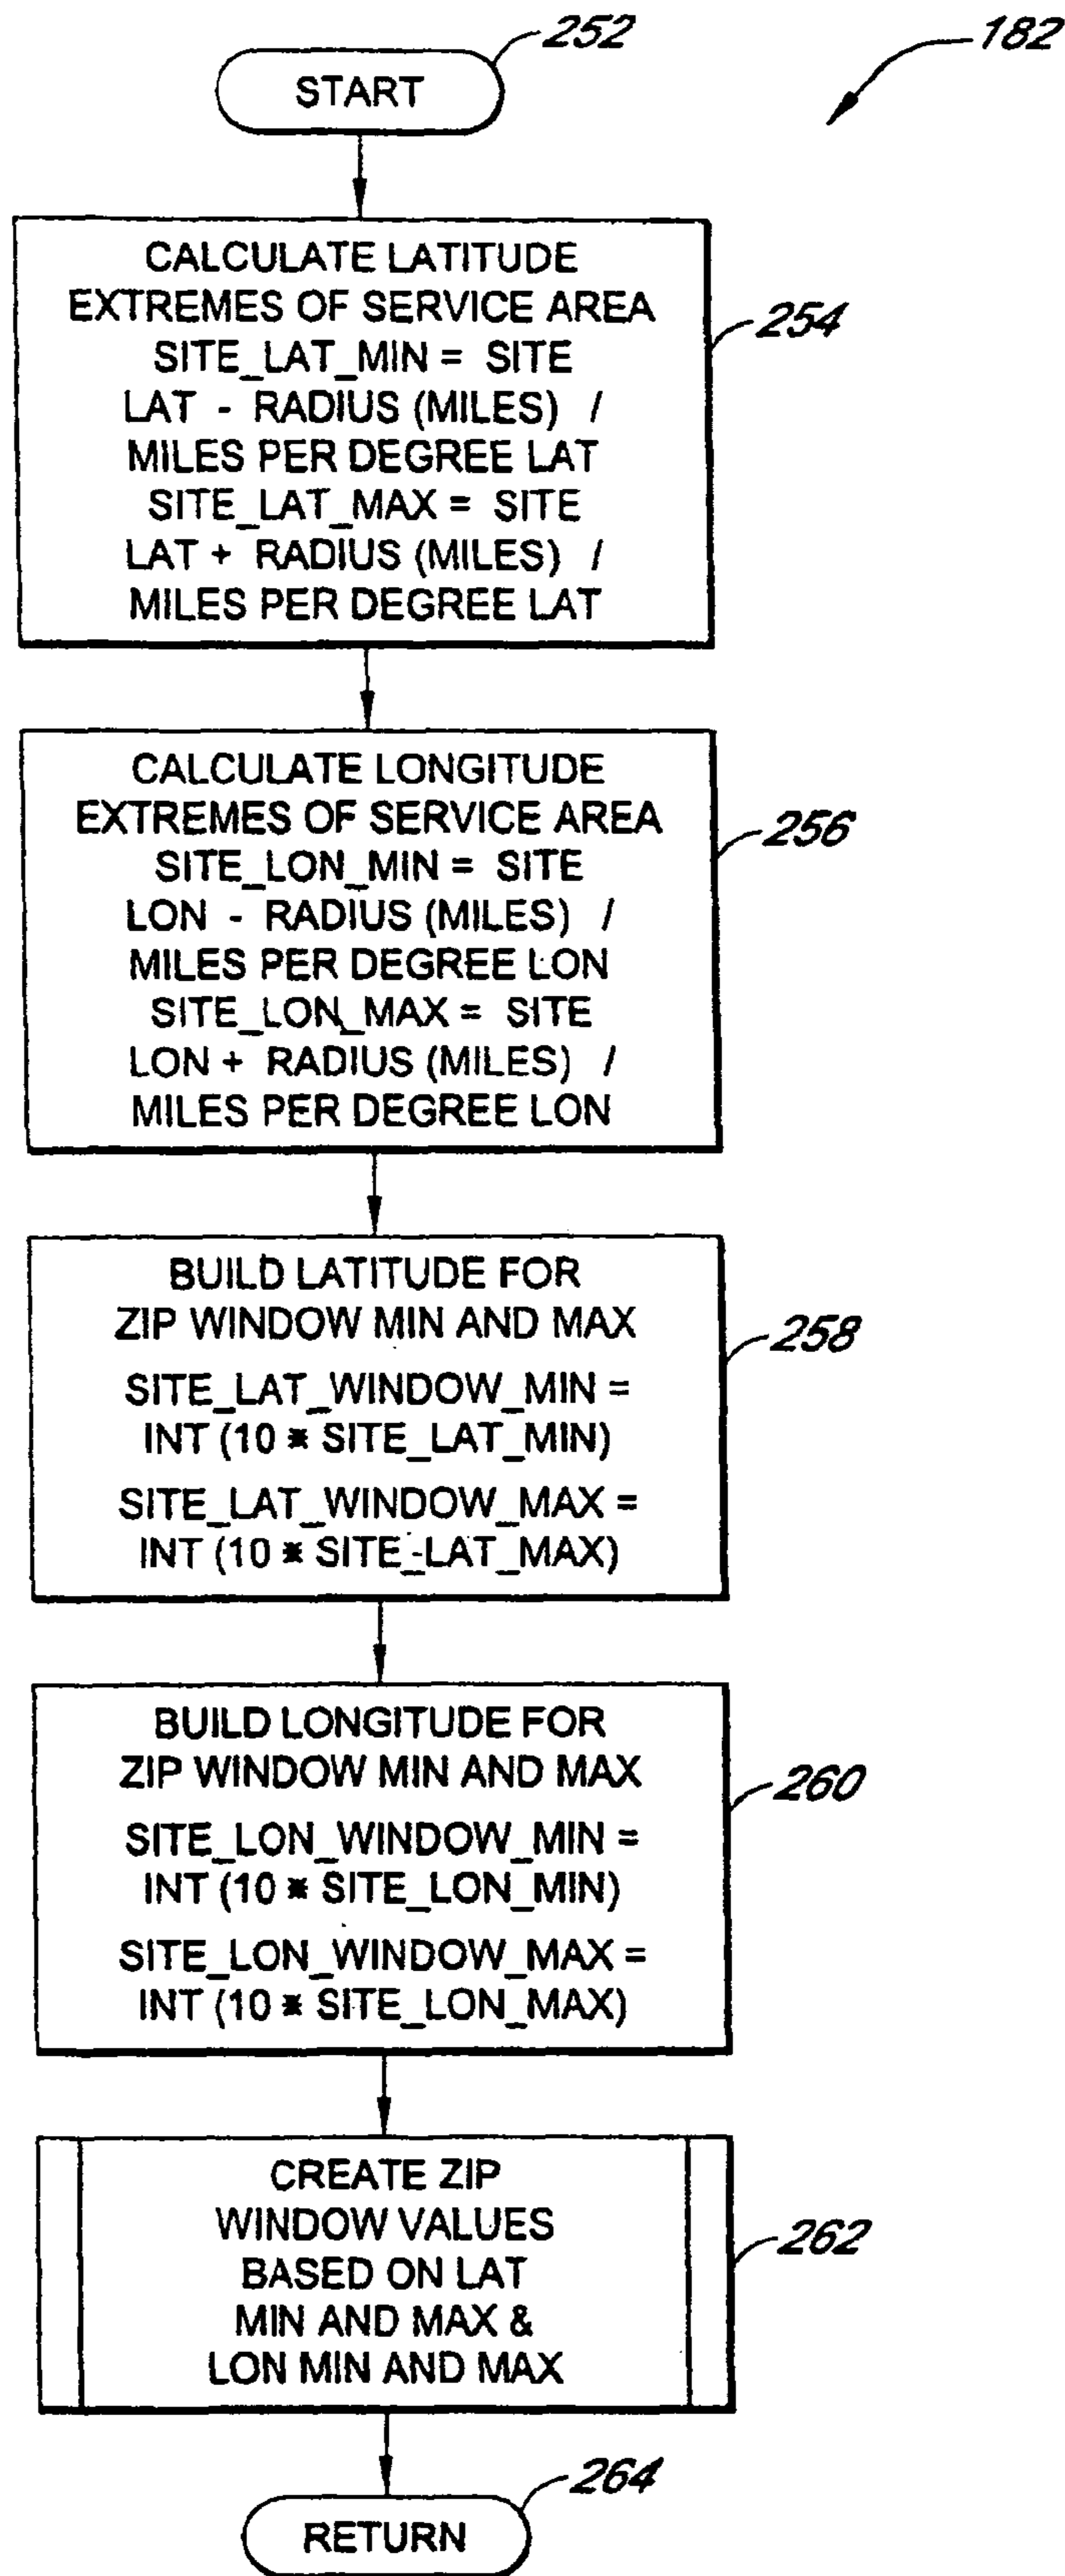 252
182
START
CALCULATE LATITUDE
EXTREMES OF SERVICE AREA
SITE_LAT_MIN = SITE
LAT - RADIUS (MILES) /
MILES PER DEGREE LAT
SITE_LAT_MAX = SITE
LAT + RADIUS (MILES) /
MILES PER DEGREE LAT
254
CALCULATE LONGITUDE
EXTREMES OF SERVICE AREA
SITE_LON_MIN = SITE
LON - RADIUS (MILES) /
MILES PER DEGREE LON
SITE_LON_MAX = SITE
LON + RADIUS (MILES) /
MILES PER DEGREE LON
256
BUILD LATITUDE FOR
ZIP WINDOW MIN AND MAX
SITE_LAT_WINDOW_MIN =
INT (10 * SITE_LAT_MIN)
SITE_LAT_WINDOW_MAX =
INT (10 * SITE-LAT_MAX)
258
BUILD LONGITUDE FOR
ZIP WINDOW MIN AND MAX
SITE_LON_WINDOW_MIN =
INT (10 * SITE_LON_MIN)
SITE_LON_WINDOW_MAX =
INT (10 * SITE_LON_MAX)
260
CREATE ZIP
WINDOW VALUES
BASED ON LAT
MIN AND MAX &
LON MIN AND MAX
262
264
RETURN